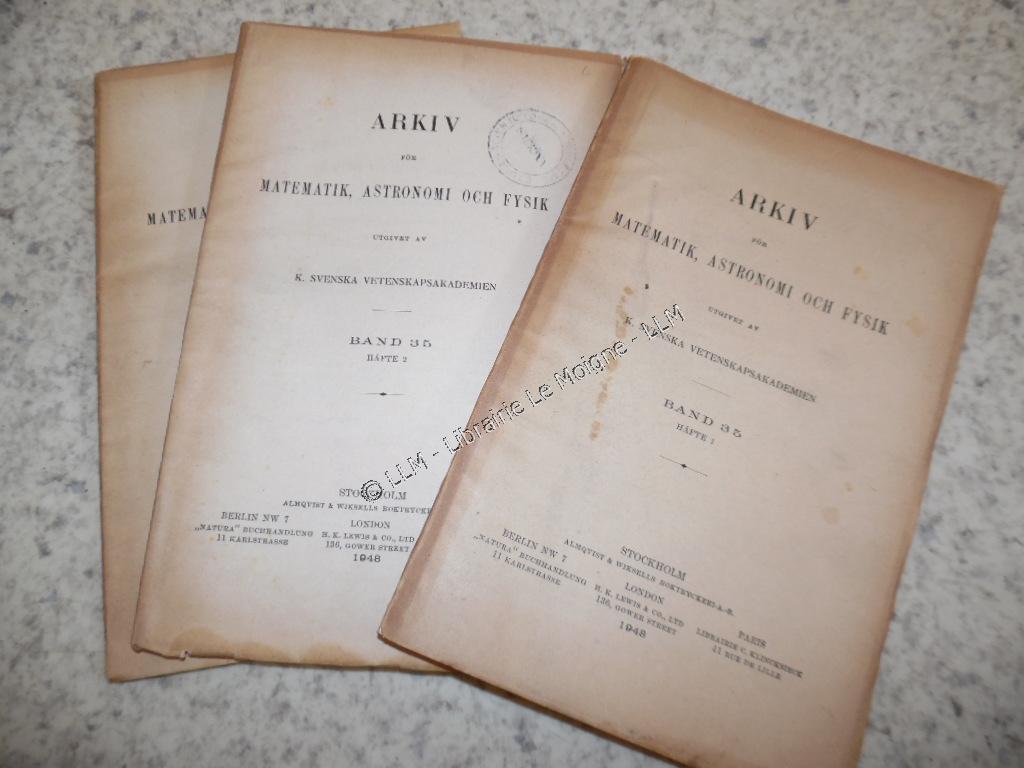 MATEMA
ARKIV
FÖR
MATEMATIK, ASTRONOMI OCH FYSIK
UTGIVET AV
K. SVENSKA VETENSKAPSAKADEMIEN
BAND 35
HÄFTE 2
STOCKHOLM
ALMQVIST & WIKSELLS BOKTRYCKE
BERLIN NW 7
„NATURA" BUCHHANDLUNG
11 KARLSTRASSE
LONDON
H. K. LEWIS & CO., LTD
136, GOWER STREET
1948
ARKIV
FÖR
MATEMATIK, ASTRONOMI OCH FYSIK
UTGIVET AV
K. SVENSKA VETENSKAPSAKADEMIEN
BAND 35
HÄFTE 1
STOCKHOLM
ALMQVIST & WIKSELLS BOKTRYCKERI-A.-B.
BERLIN NW 7
„NATURA" BUCHHANDLUNG
11 KARLSTRASSE
LONDON
H. K. LEWIS & CO., LTD
136, GOWER STREET
1948
PARIS
LIBRAIRIE C. KLINCKSIECK
11 RUE DE LILLE
© LLM - Librairie Le Moigne - LLM